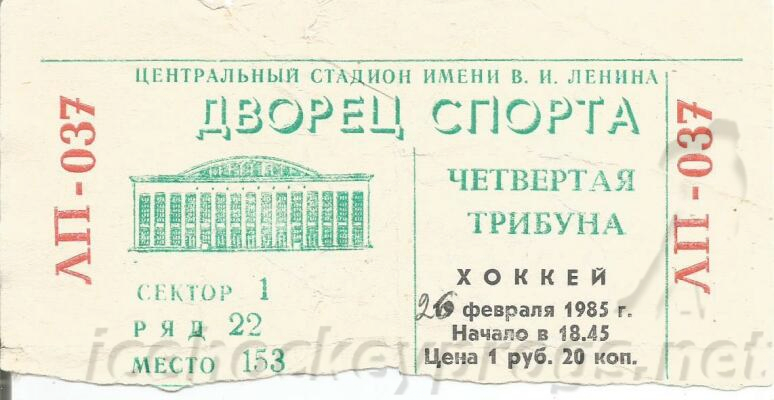 ЦЕНТРАЛЬНЫЙ СТАДИОН ИМЕНИ В. И. ЛЕНИНА
ДВОРЕЦ СПОРТА
ЛП - 037
СЕКТОР 1
РЯД 22
МЕСТО 153
ЧЕТВЕРТАЯ
ТРИБУНА
ХОККЕЙ
26 февраля 1985 г.
Начало в 18.45
Цена 1 руб. 20 коп.
ЛП - 037
icehockeyprogs.net